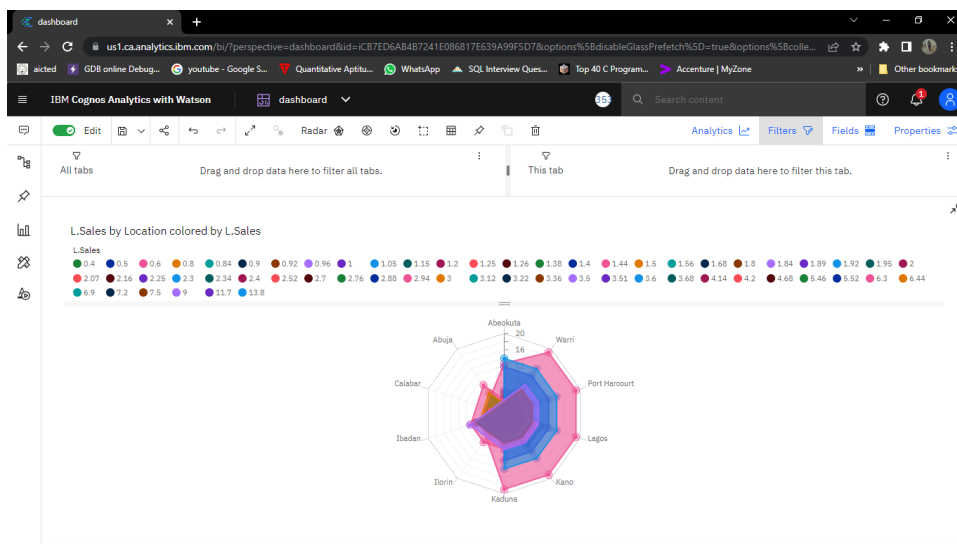 dashboard
us1.ca.analytics.ibm.com/bi/?perspective=dashboard&id=iCB7ED6AB4B7241E086817E639A99F5D7&options%5BdisableGlassPrefetch%5D=true&options%5Bcolle...
aicted GDB online Debug... youtube - Google S... Quantitative Aptitu... WhatsApp SQL Interview Ques... Top 40 C Program... Accenture | MyZone » Other bookmark
IBM Cognos Analytics with Watson dashboard 353 Search content 1
Edit Radar Analytics Filters Fields Properties
All tabs Drag and drop data here to filter all tabs. This tab Drag and drop data here to filter this tab.
L.Sales by Location colored by L.Sales
L.Sales
0.4 0.5 0.6 0.8 0.84 0.9 0.92 0.96 1 1.05 1.15 1.2 1.25 1.26 1.38 1.4 1.44 1.5 1.56 1.68 1.8 1.84 1.89 1.92 1.95 2
2.07 2.16 2.25 2.3 2.34 2.4 2.52 2.7 2.76 2.88 2.94 3 3.12 3.22 3.36 3.5 3.51 3.6 3.68 4.14 4.2 4.68 5.46 5.52 6.3 6.44
6.9 7.2 7.5 9 11.7 13.8
Abeokuta
20
Abuja Warri
16
Calabar Port Harcourt
Ibadan Lagos
Ilorin Kano
Kaduna